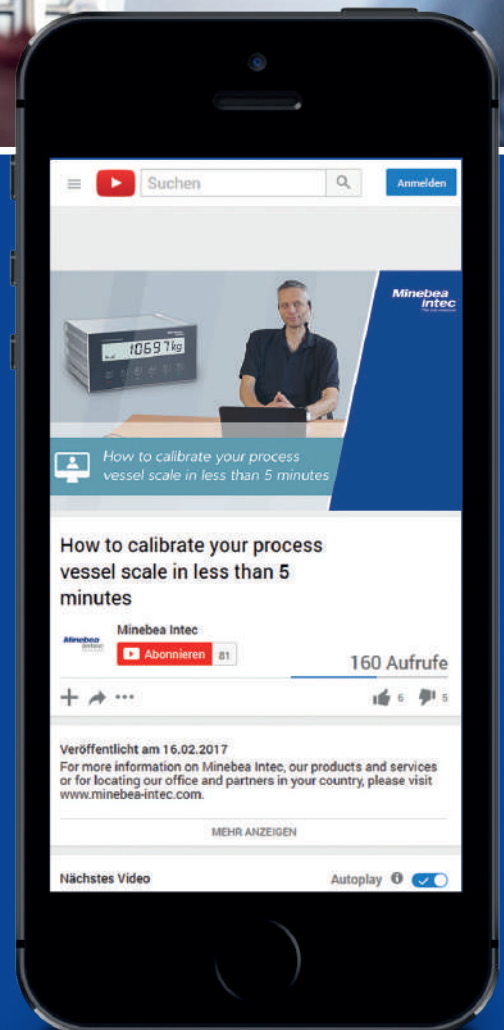 Suchen
Anmelden
Minebea
intec
10697kg
How to calibrate your process
vessel scale in less than 5 minutes
How to calibrate your process
vessel scale in less than 5
minutes
Minebea
intec
Minebea Intec
Abonnieren 81
160 Aufrufe
6 5
Veröffentlicht am 16.02.2017
For more information on Minebea Intec, our products and services
or for locating our office and partners in your country, please visit
www.minebea-intec.com.
MEHR ANZEIGEN
Nächstes Video
Autoplay